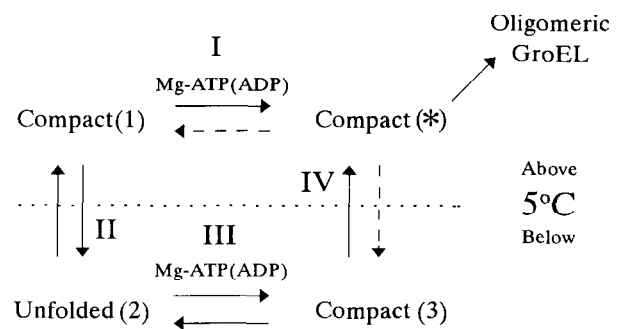 Oligomeric
GroEL
I
Mg-ATP(ADP)
Compact(1)
Compact (*)
IV
Above
5°C
Below
II
III
Mg-ATP(ADP)
Unfolded (2)
Compact (3)